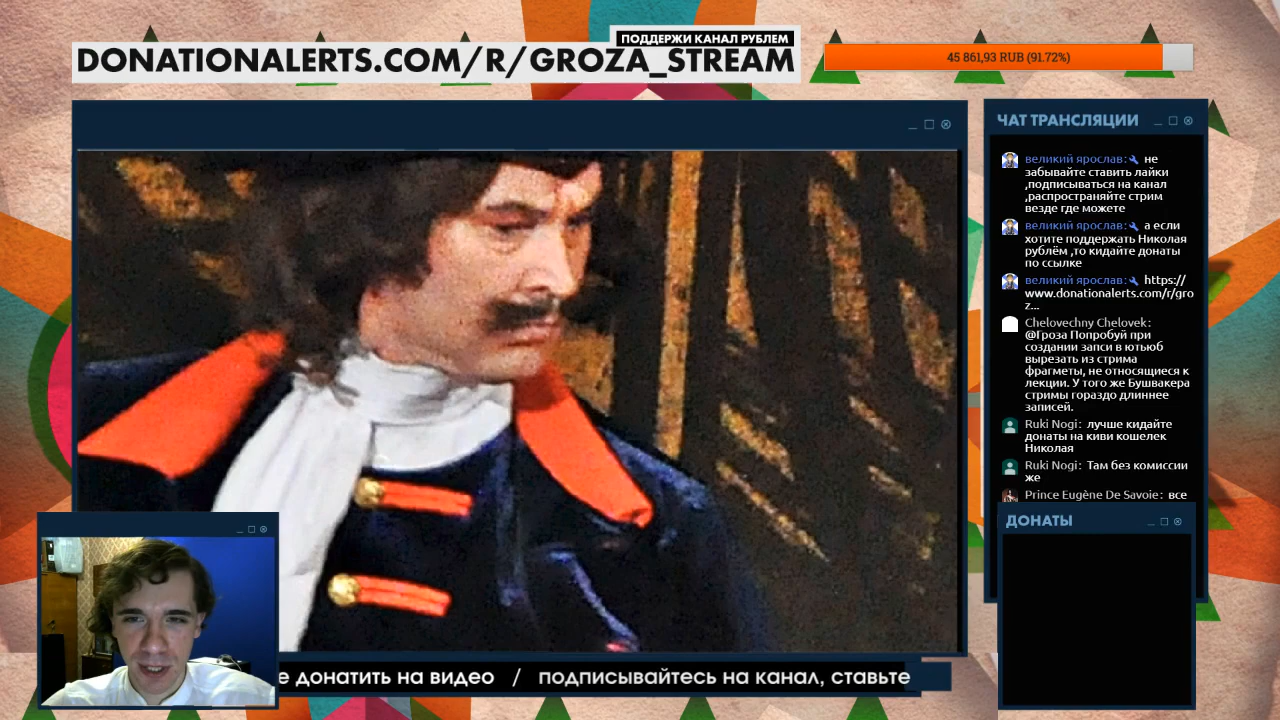 ПОДДЕРЖИ КАНАЛ РУБЛЕМ
DONATIONALERTS.COM/R/GROZA_STREAM
45 861,93 RUB (91.72%)
ЧАТ ТРАНСЛЯЦИИ
великий ярослав: не
забывайте ставить лайки
,подписываться на канал
,распространяйте стрим
везде где можете
великий ярослав: а если
хотите поддержать Николая
рублём ,то кидайте донаты
по ссылке
великий ярослав: https://
www.donationalerts.com/r/gro
z...
Chelovechny Chelovek:
@Гроза Попробуй при
создании запси в ютьюб
вырезать из стрима
фрагметы, не относящиеся к
лекции. У того же Бушвакера
стримы гораздо длиннее
записей.
Ruki Nogi: лучше кидайте
донаты на киви кошелек
Николая
Ruki Nogi: Там без комиссии
же
Prince Eugène De Savoie: все
ДОНАТЫ
е донатить на видео / подписывайтесь на канал, ставьте